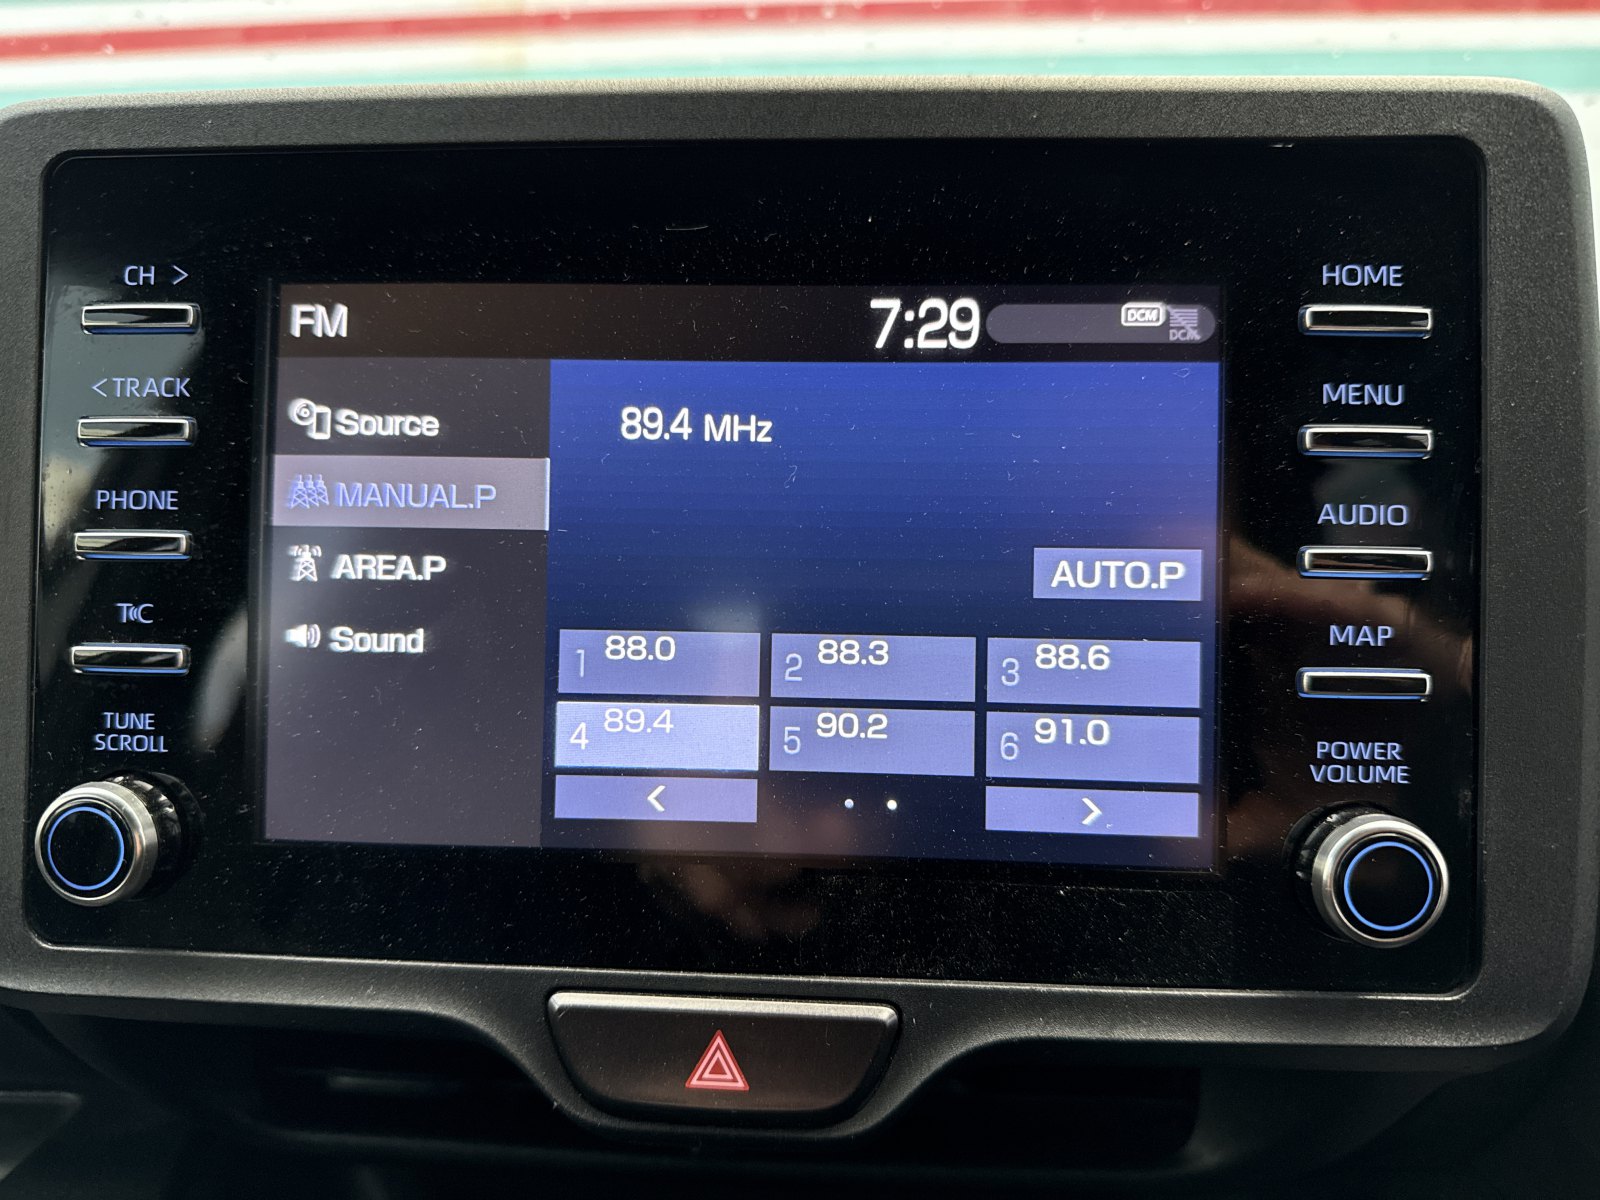 CH >
< TRACK
PHONE
T«C
TUNE
SCROLL
FM
7:29
DCM
DCM
Source
MANUAL.P
AREA.P
Sound
89.4 MHz
AUTO.P
1 88.0
2 88.3
3 88.6
4 89.4
5 90.2
6 91.0
<
>
HOME
MENU
AUDIO
MAP
POWER
VOLUME